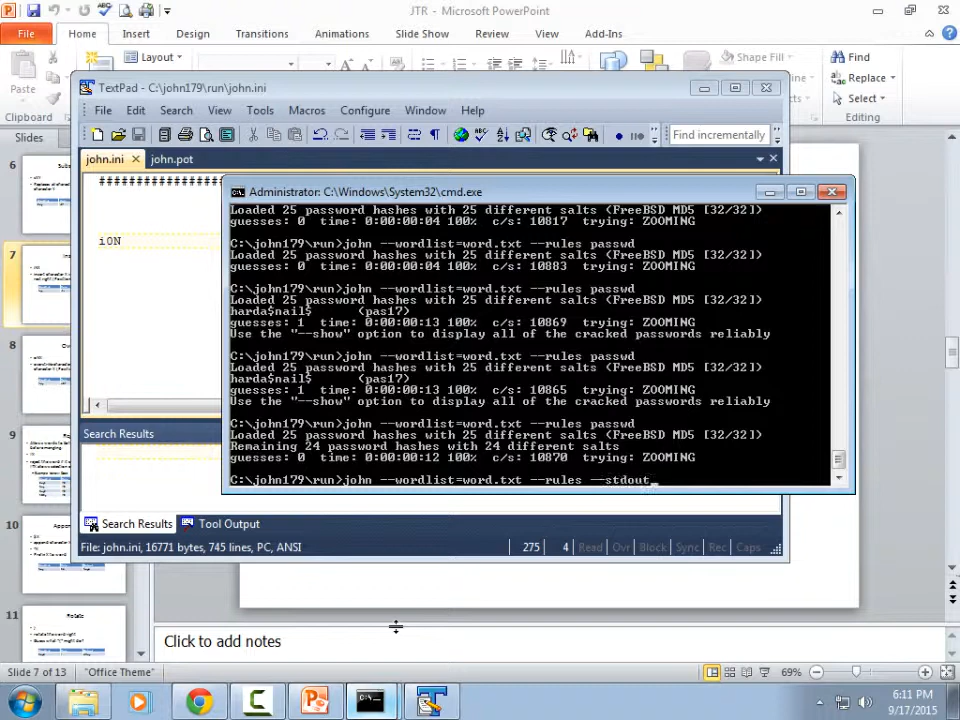 JTR - Microsoft PowerPoint
File Home Insert Design Transitions Animations Slide Show Review View Add-Ins
Layout
Shape Fill
Find
Paste
Replace
Select
Clipboard
Editing
Slides
TextPad - C:\john179\run\john.ini
File Edit Search View Tools Macros Configure Window Help
Find incrementally
john.ini
john.pot
##################
i0N
Administrator: C:\Windows\System32\cmd.exe
Loaded 25 password hashes with 25 different salts (FreeBSD MD5 [32/32])
guesses: 0 time: 0:00:00:04 100% c/s: 10817 trying: ZOOMING
C:\john179\run>john --wordlist=word.txt --rules passwd
Loaded 25 password hashes with 25 different salts (FreeBSD MD5 [32/32])
guesses: 0 time: 0:00:00:04 100% c/s: 10883 trying: ZOOMING
C:\john179\run>john --wordlist=word.txt --rules passwd
Loaded 25 password hashes with 25 different salts (FreeBSD MD5 [32/32])
harda$nail$ (pas17)
guesses: 1 time: 0:00:00:13 100% c/s: 10869 trying: ZOOMING
Use the "--show" option to display all of the cracked passwords reliably
C:\john179\run>john --wordlist=word.txt --rules passwd
harda$nail$ (pas17)
guesses: 1 time: 0:00:00:13 100% c/s: 10865 trying: ZOOMING
Use the "--show" option to display all of the cracked passwords reliably
C:\john179\run>john --wordlist=word.txt --rules passwd
Loaded 25 password hashes with 25 different salts (FreeBSD MD5 [32/32])
Remaining 24 password hashes with 24 different salts
guesses: 0 time: 0:00:00:12 100% c/s: 10870 trying: ZOOMING
C:\john179\run>john --wordlist=word.txt --rules --stdout_
Search Results
Search Results
Tool Output
File: john.ini, 16771 bytes, 745 lines, PC, ANSI
275 4 Read Ovr Block Sync Rec Caps
6
7
8
9
10
11
Rotate
Click to add notes
Slide 7 of 13
"Office Theme"
69%
6:11 PM
9/17/2015